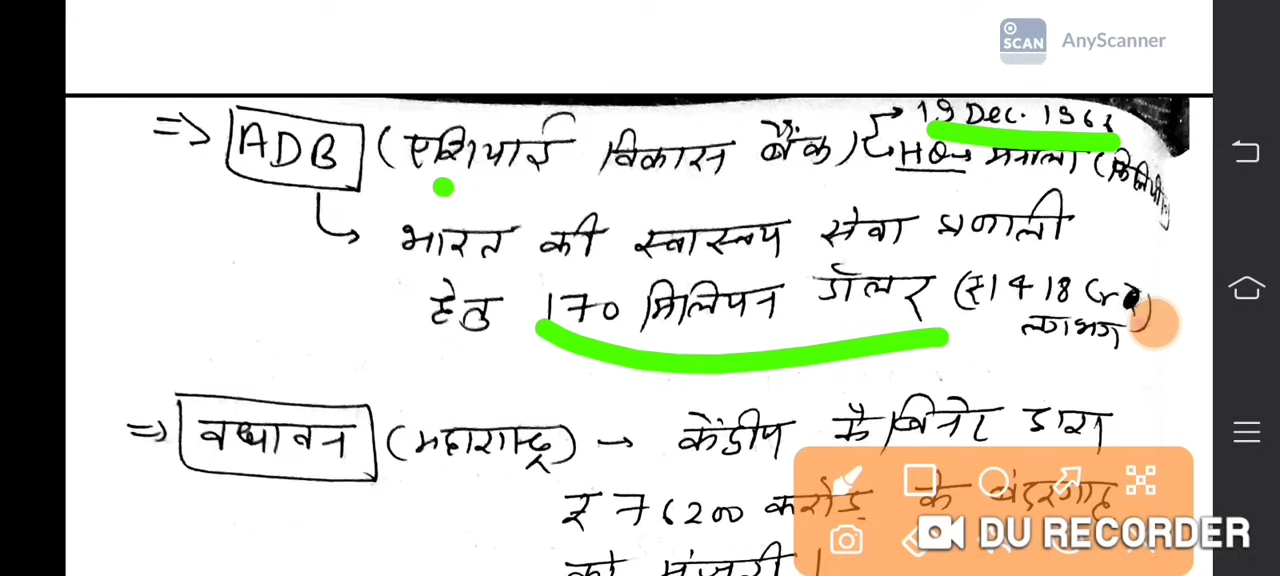 SCAN AnyScanner
=> ADB (एशियाई विकास बैंक) → 19 Dec. 1966
HQ → मनीला (फिलीपींस
↳ भारत की स्वास्थ्य सेवा प्रणाली
हेतु 170 मिलियन डॉलर (₹1418 Cr
लगभग)
=> वधावन (महाराष्ट्र) → केंद्रीय कैबिनेट द्वारा
₹ 76200 करोड़ के बंदरगाह
को मंजूरी।
DU RECORDER